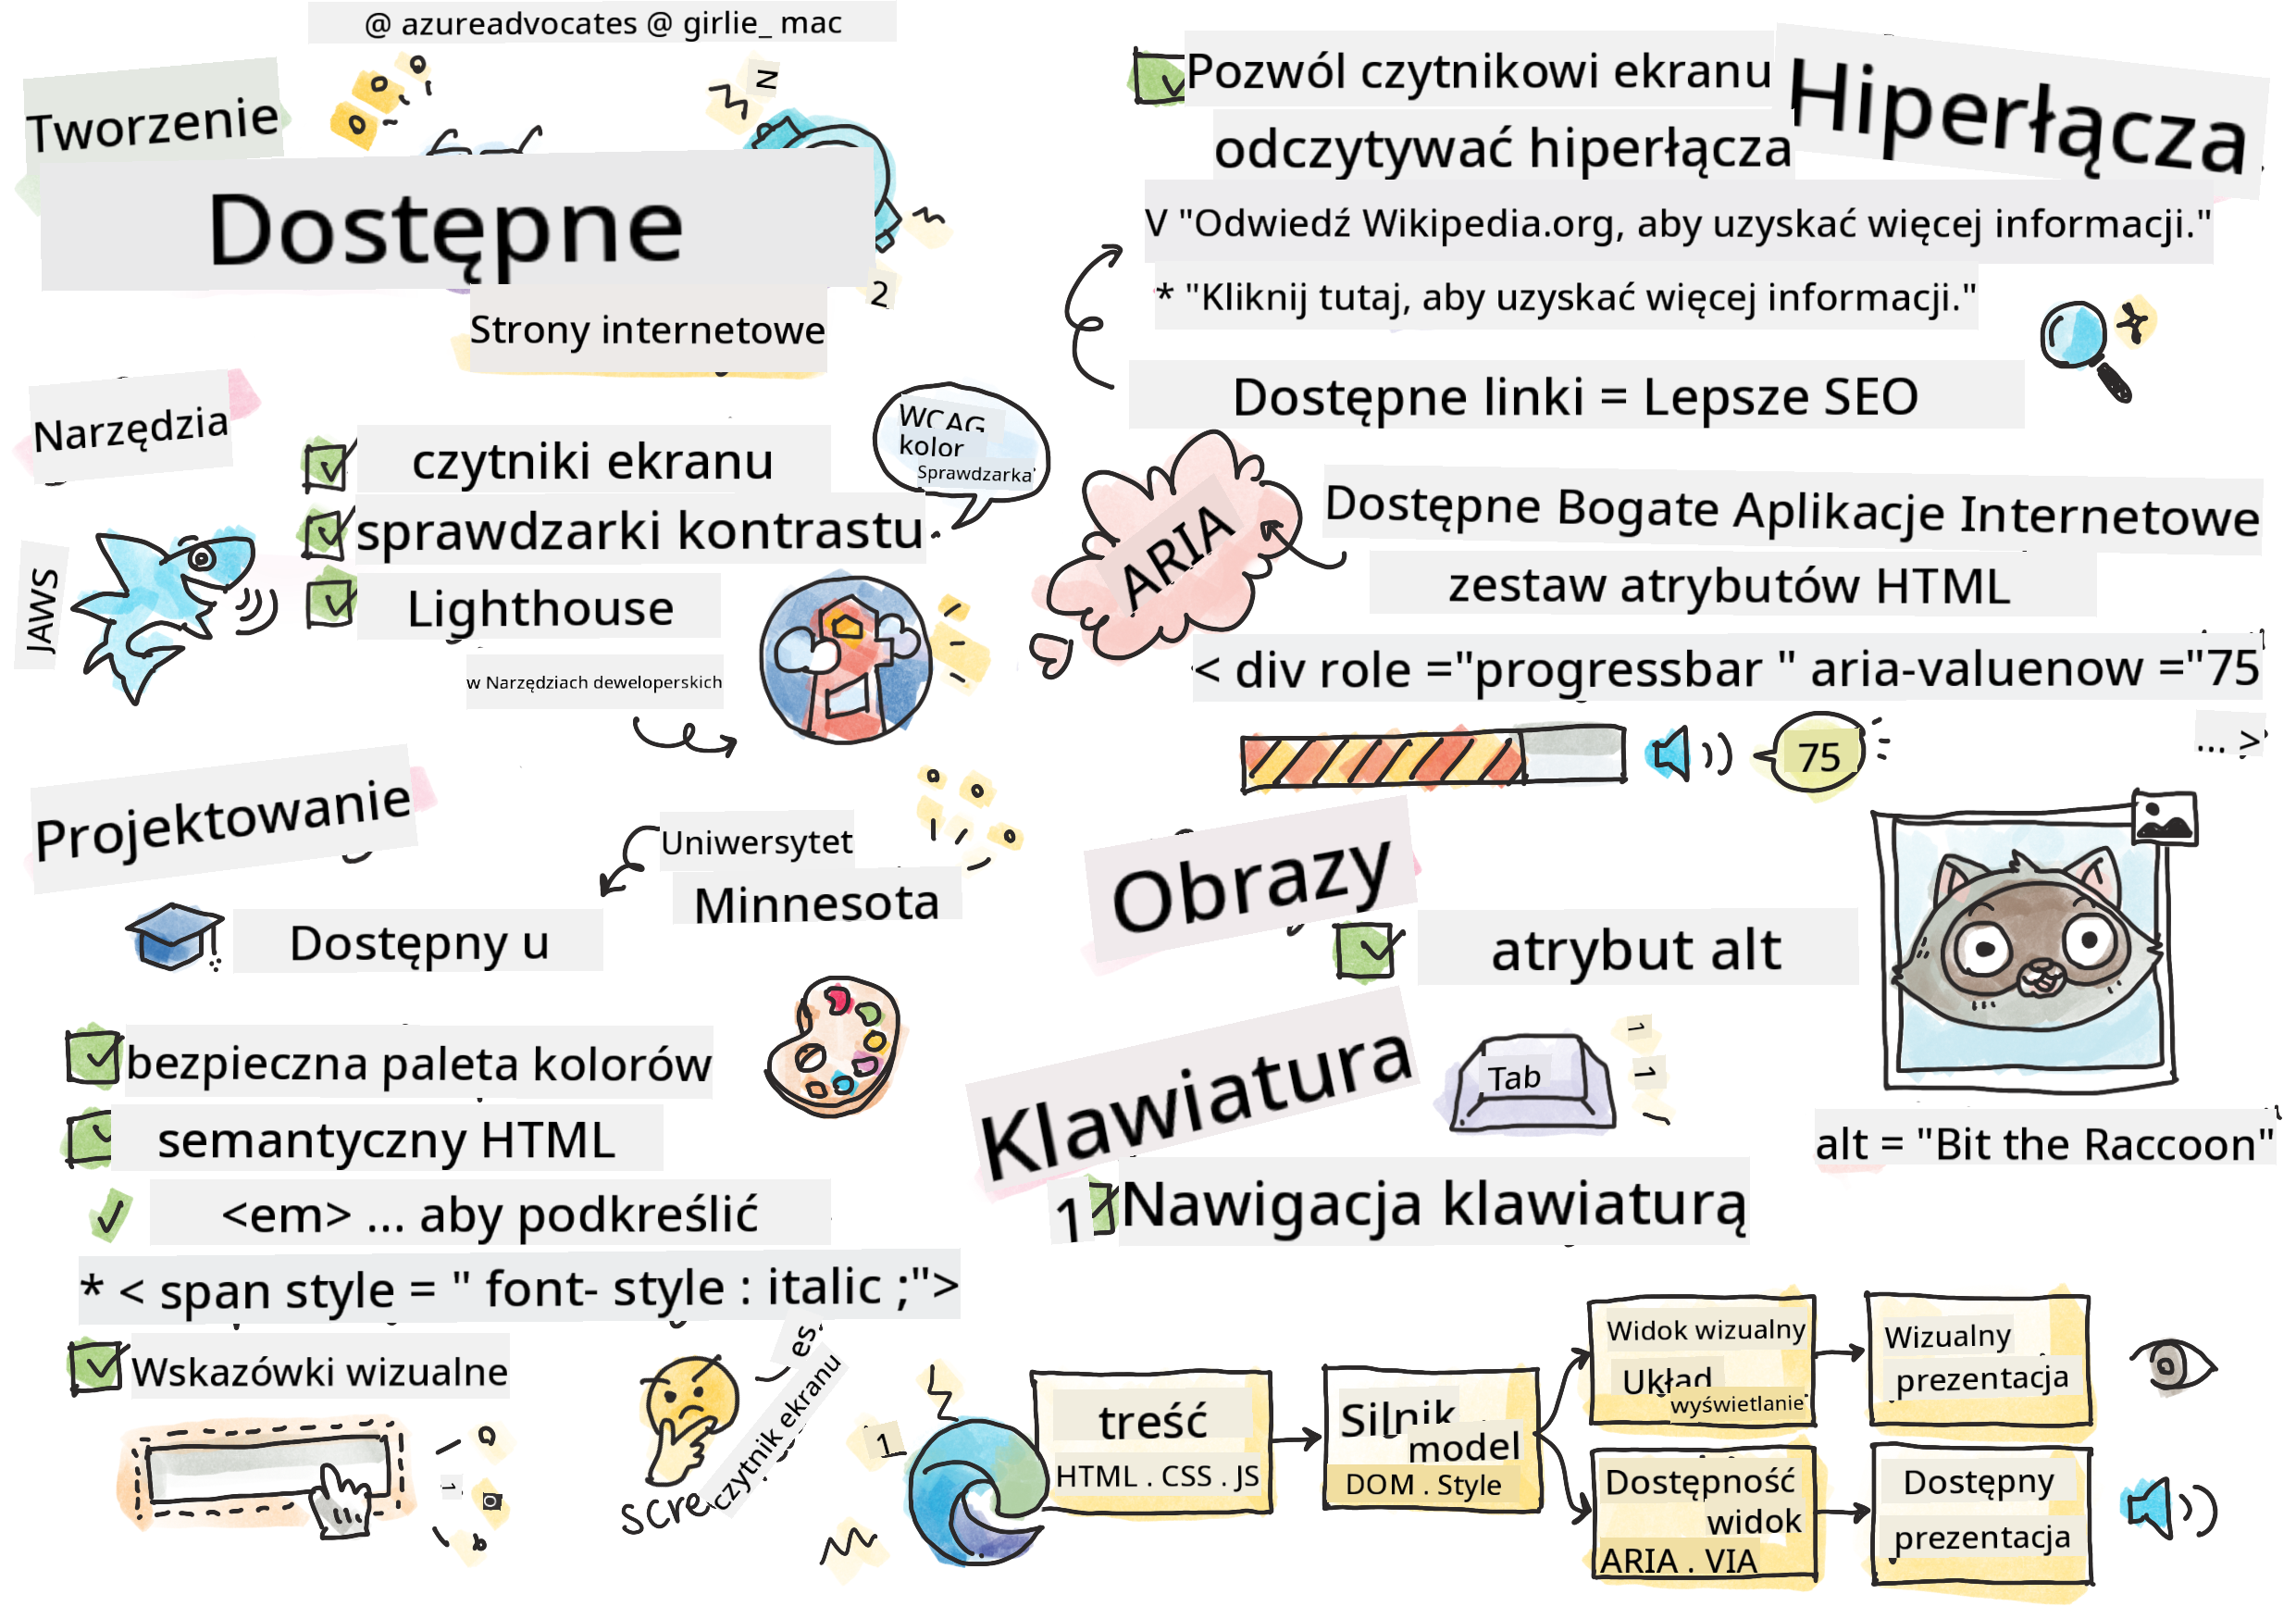 @ azureadvocates @ girlie_ mac
Tworzenie
Dostępne
Strony internetowe
N
2
Narzędzia
czytniki ekranu
sprawdzarki kontrastu
Lighthouse
w Narzędziach deweloperskich
WCAG
kolor
Sprawdzarka
JAWS
Projektowanie
Uniwersytet
Minnesota
Dostępny u
bezpieczna paleta kolorów
semantyczny HTML
<em> ... aby podkreślić
* < span style = " font- style : italic ;">
Wskazówki wizualne
es
czytnik ekranu
scre
1
Pozwól czytnikowi ekranu
Hiperłącza
odczytywać hiperłącza
V "Odwiedź Wikipedia.org, aby uzyskać więcej informacji."
* "Kliknij tutaj, aby uzyskać więcej informacji."
Dostępne linki = Lepsze SEO
ARIA
Dostępne Bogate Aplikacje Internetowe
zestaw atrybutów HTML
< div role ="progressbar " aria-valuenow ="75
... >
75
Obrazy
atrybut alt
alt = "Bit the Raccoon"
Klawiatura
Tab
1
1
1 Nawigacja klawiaturą
treść
HTML . CSS . JS
Silnik
model
DOM . Style
Widok wizualny
Układ
wyświetlanie
Wizualny
prezentacja
Dostępność
widok
ARIA . VIA
Dostępny
prezentacja